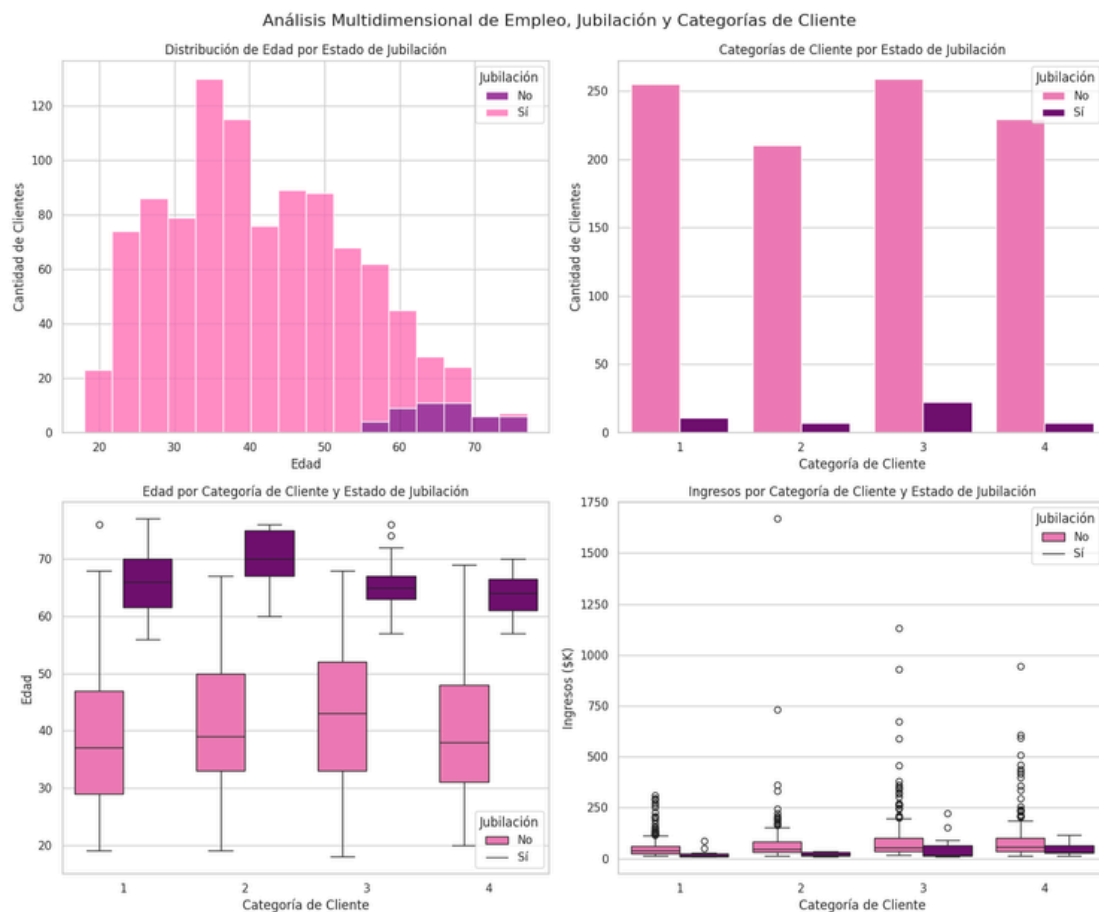 Análisis Multidimensional de Empleo, Jubilación y Categorías de Cliente
Distribución de Edad por Estado de Jubilación
Jubilación
No
Sí
Cantidad de Clientes
120
100
80
60
40
20
0
20 30 40 50 60 70
Edad
Categorías de Cliente por Estado de Jubilación
Jubilación
No
Sí
Cantidad de Clientes
250
200
150
100
50
0
1 2 3 4
Categoría de Cliente
Edad por Categoría de Cliente y Estado de Jubilación
Edad
70
60
50
40
30
20
Jubilación
No
Sí
1 2 3 4
Categoría de Cliente
Ingresos por Categoría de Cliente y Estado de Jubilación
Jubilación
No
Sí
Ingresos ($K)
1750
1500
1250
1000
750
500
250
0
1 2 3 4
Categoría de Cliente